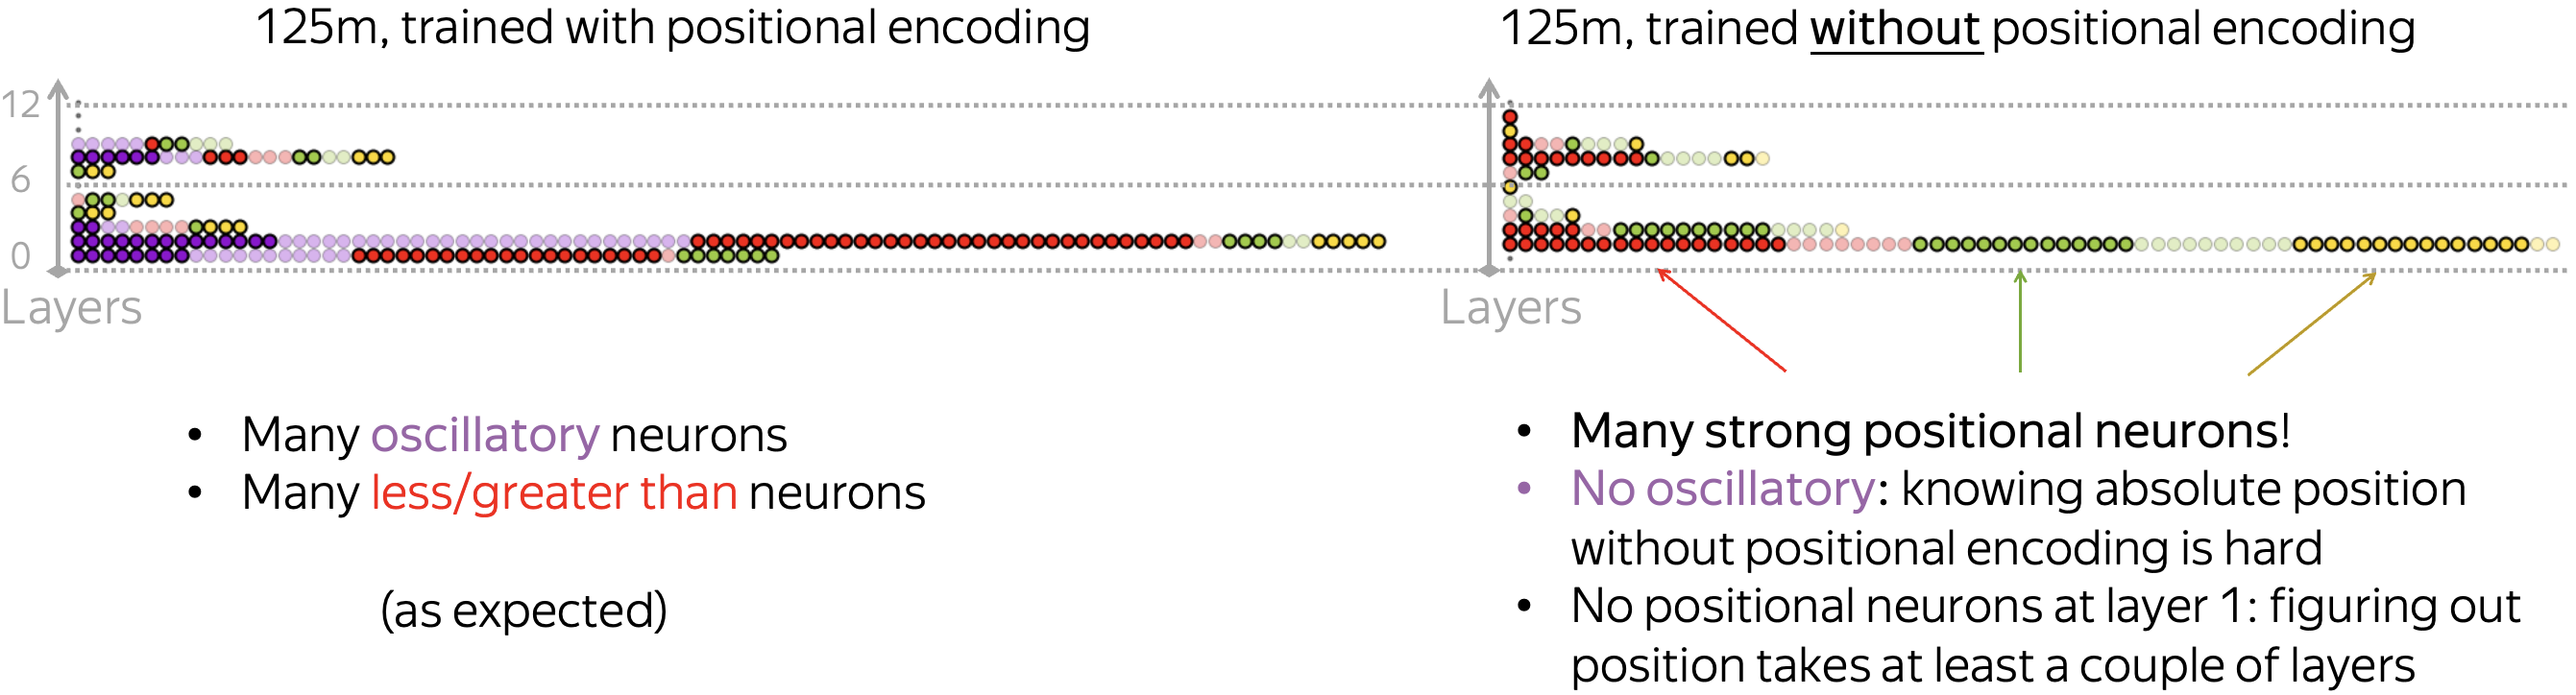 125m, trained with positional encoding
12
6
0
Layers
• Many oscillatory neurons
• Many less/greater than neurons
(as expected)
125m, trained without positional encoding
Layers
• Many strong positional neurons!
• No oscillatory: knowing absolute position
without positional encoding is hard
• No positional neurons at layer 1: figuring out
position takes at least a couple of layers